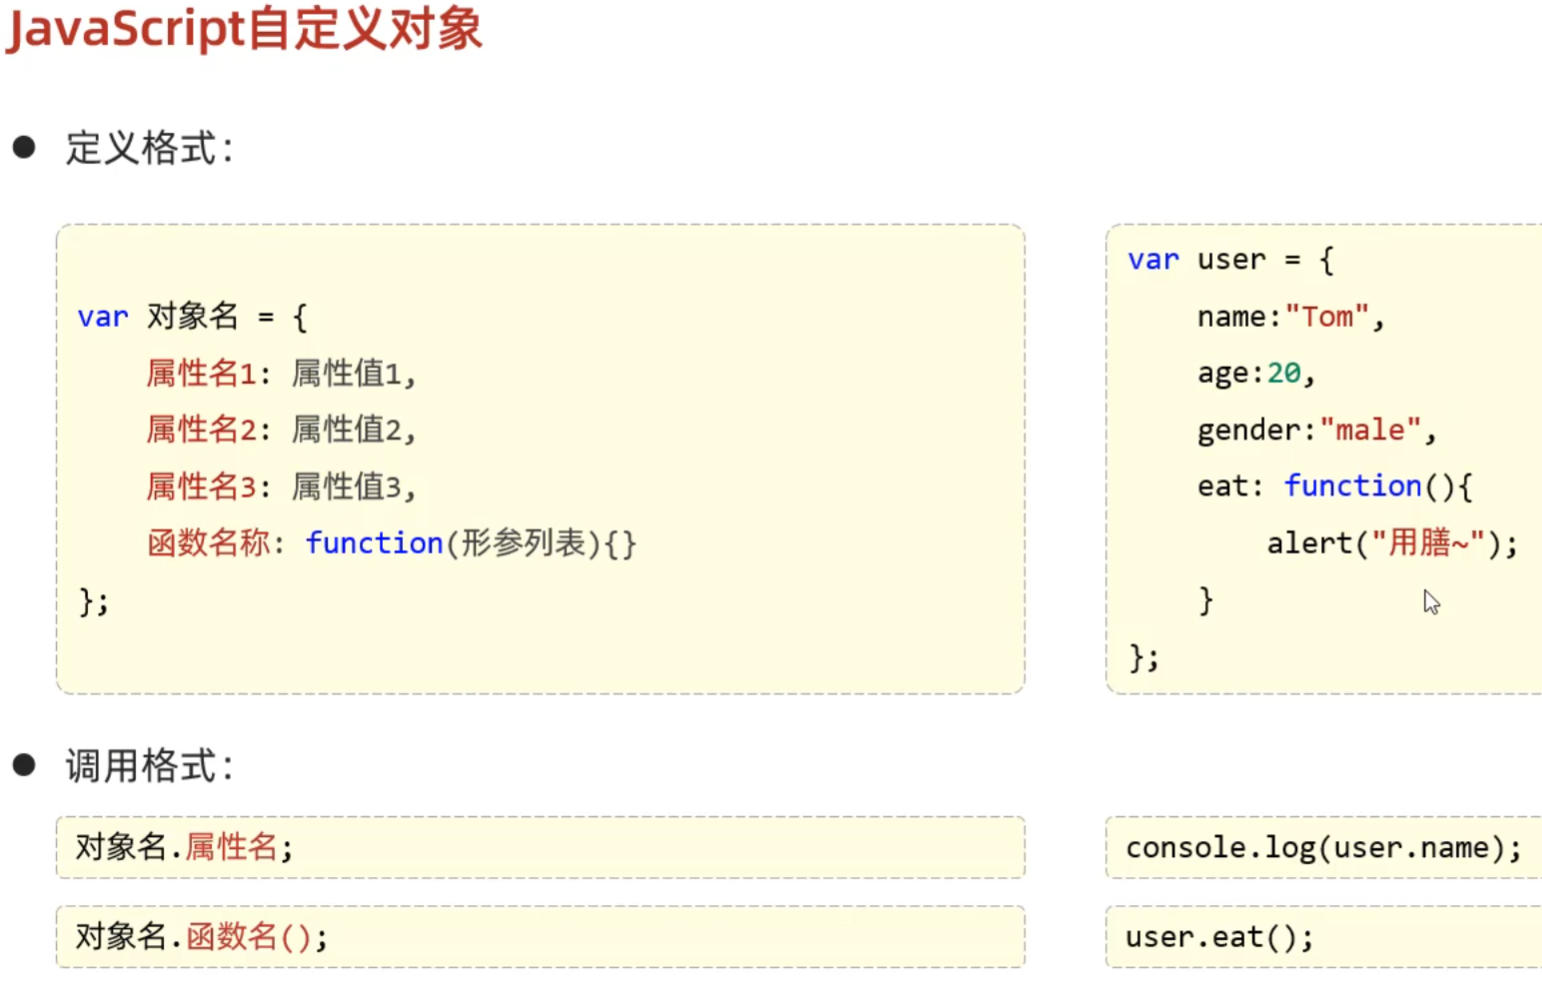 JavaScript自定义对象
● 定义格式：
var 对象名 = {
    属性名1: 属性值1,
    属性名2: 属性值2,
    属性名3: 属性值3,
    函数名称: function(形参列表){}
};
var user = {
    name:"Tom",
    age:20,
    gender:"male",
    eat: function(){
        alert("用膳~");
    }
};
● 调用格式：
对象名.属性名;
console.log(user.name);
对象名.函数名();
user.eat();